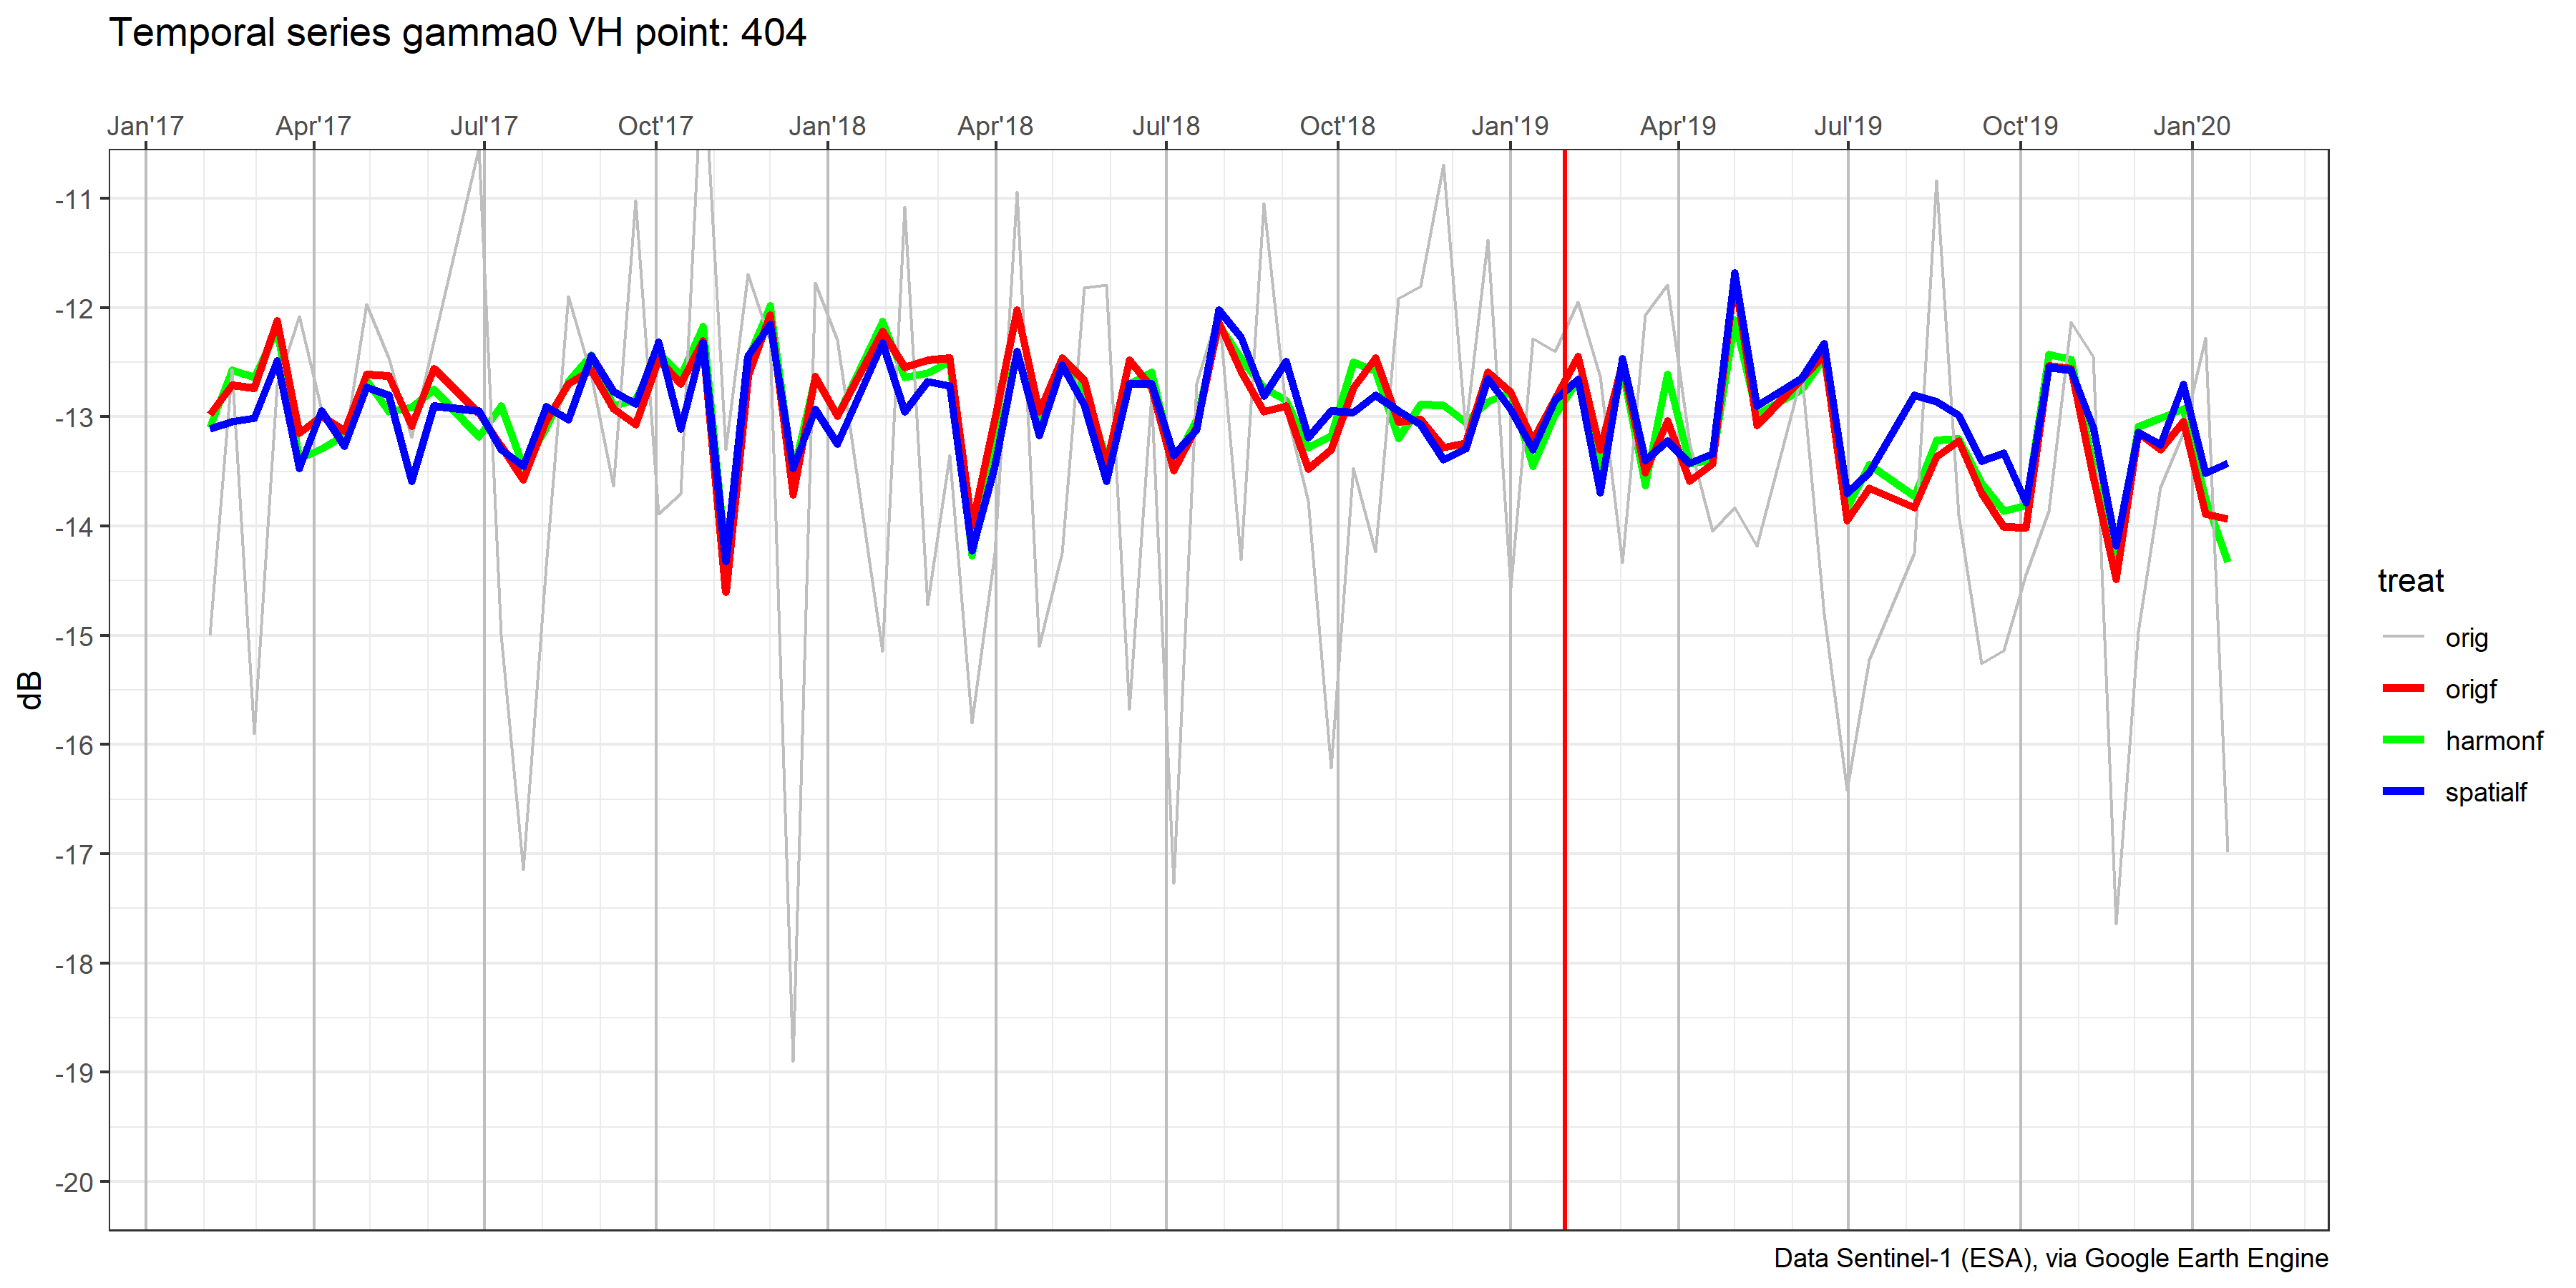 Temporal series gamma0 VH point: 404
Jan'17 Apr'17 Jul'17 Oct'17 Jan'18 Apr'18 Jul'18 Oct'18 Jan'19 Apr'19 Jul'19 Oct'19 Jan'20
-11
-12
-13
-14
-15
-16
-17
-18
-19
-20
dB
treat
orig
origf
harmonf
spatialf
Data Sentinel-1 (ESA), via Google Earth Engine